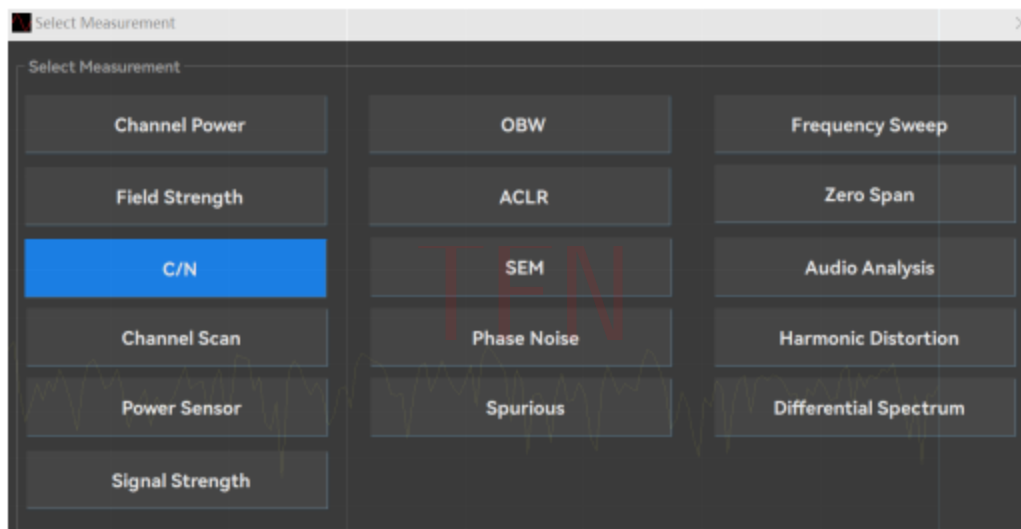 Select Measurement
Select Measurement
Channel Power
OBW
Frequency Sweep
Field Strength
ACLR
Zero Span
C/N
SEM
Audio Analysis
Channel Scan
Phase Noise
Harmonic Distortion
Power Sensor
Spurious
Differential Spectrum
Signal Strength
TFN